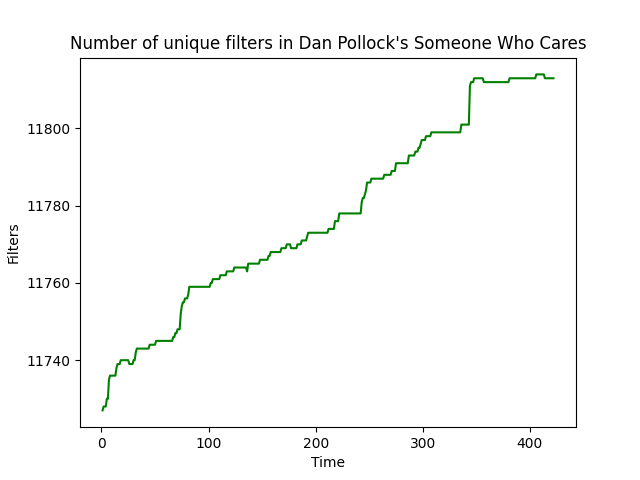 Number of unique filters in Dan Pollock's Someone Who Cares
11800
11780
11760
11740
Filters
0 100 200 300 400
Time